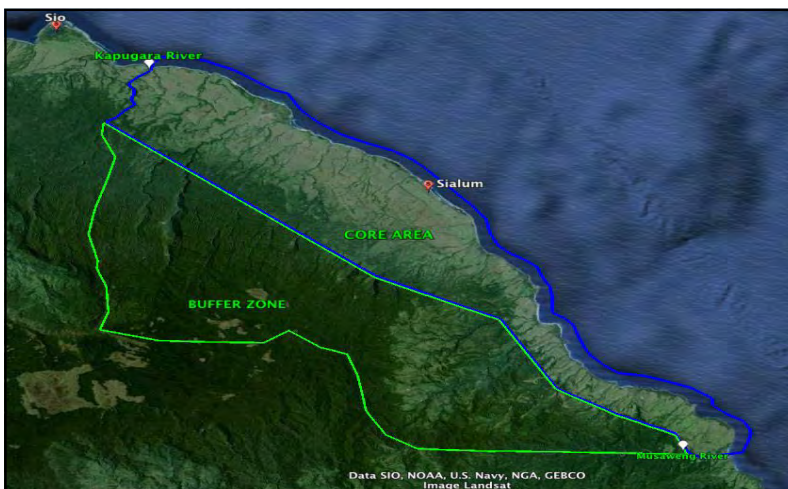 Sio
Kapugara River
Sialum
CORE AREA
BUFFER ZONE
Musaweng River
Data SIO, NOAA, U.S. Navy, NGA, GEBCO
Image Landsat